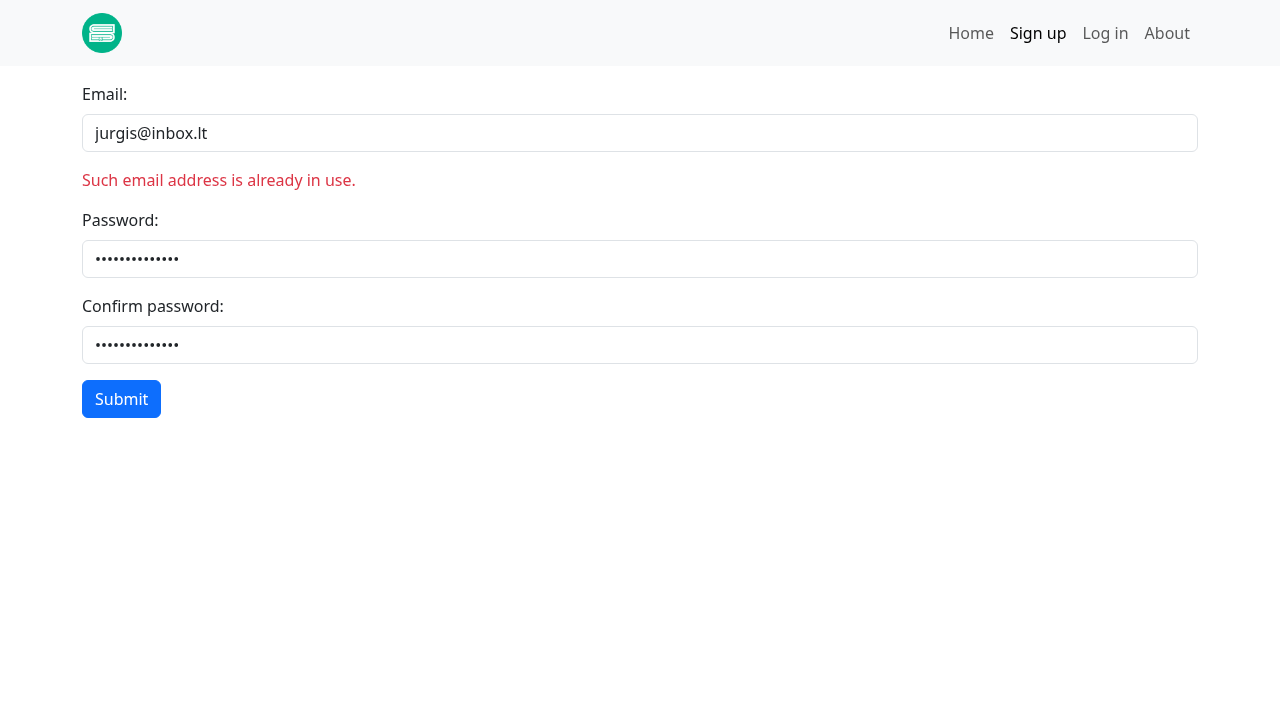 Home Sign up Log in About
Email:
jurgis@inbox.lt
Such email address is already in use.
Password:
••••••••••••••
Confirm password:
••••••••••••••
Submit